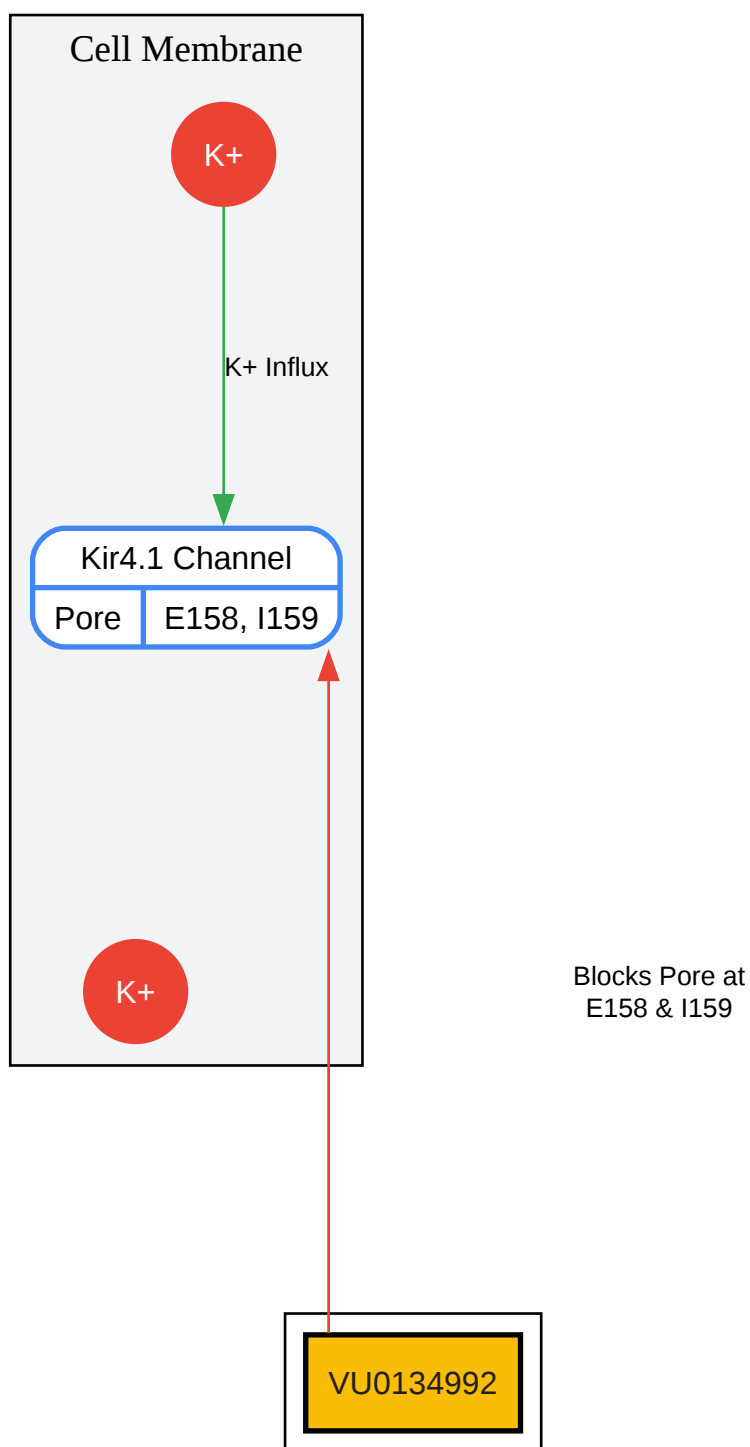 Cell Membrane
K+
K+ Influx
Kir4.1 Channel
Pore
E158, I159
K+
Blocks Pore at
E158 & I159
VU0134992